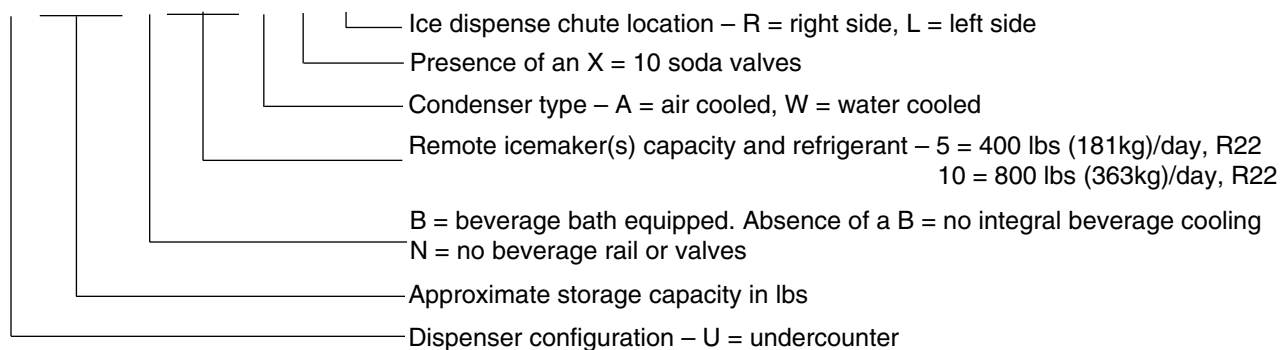 Ice dispense chute location – R = right side, L = left side
Presence of an X = 10 soda valves
Condenser type – A = air cooled, W = water cooled
Remote icemaker(s) capacity and refrigerant – 5 = 400 lbs (181kg)/day, R22
10 = 800 lbs (363kg)/day, R22
B = beverage bath equipped. Absence of a B = no integral beverage cooling
N = no beverage rail or valves
Approximate storage capacity in lbs
Dispenser configuration – U = undercounter